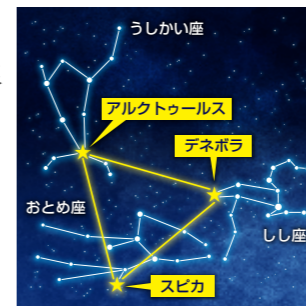 うしかい座
アルクトゥールス
デネボラ
おとめ座
しし座
スピカ